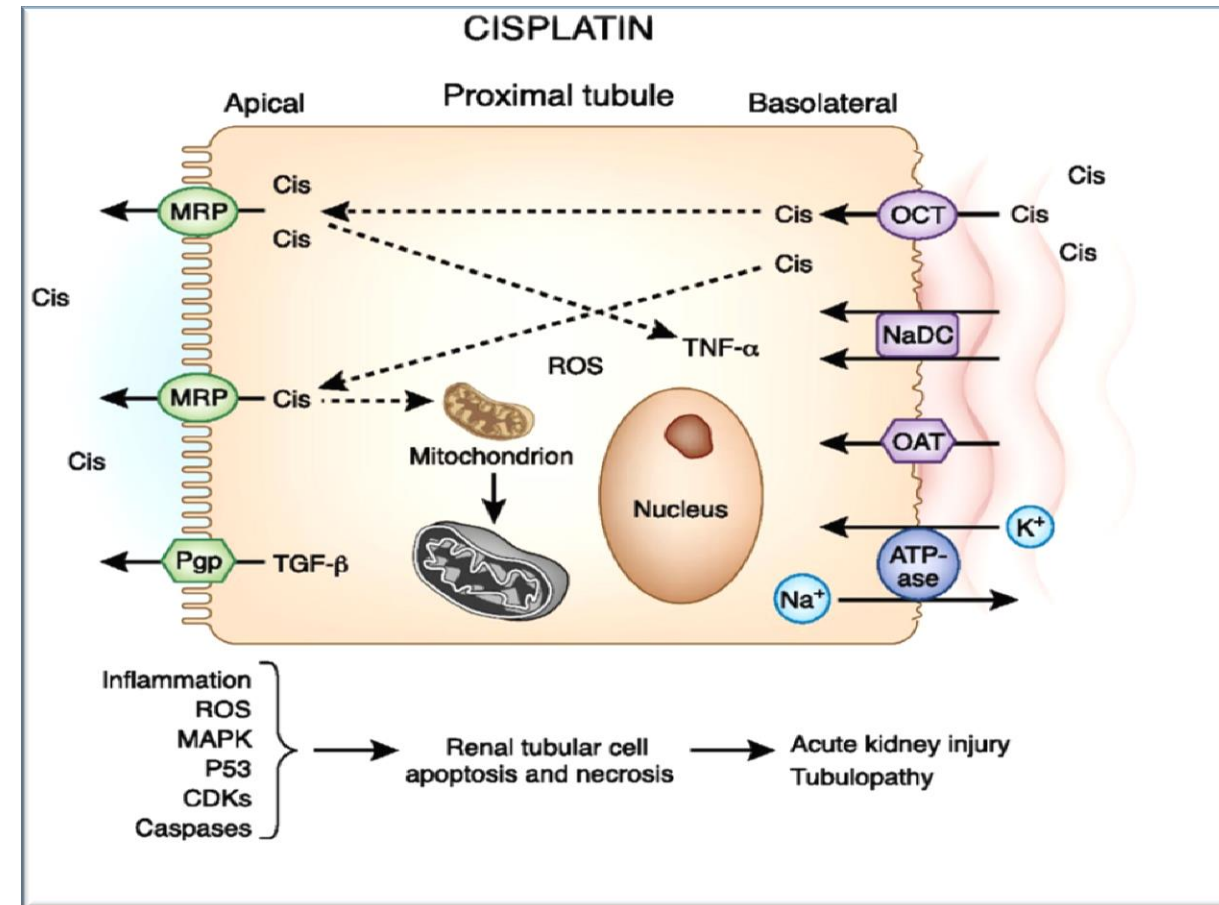 CISPLATIN
Apical
Proximal tubule
Basolateral
Cis
Cis
MRP
Cis
OCT
Cis
Cis
Cis
Cis
Cis
NaDC
TNF-α
ROS
MRP
Cis
Mitochondrion
OAT
Cis
Nucleus
K+
Pgp
TGF-β
ATP-
ase
Na+
Inflammation
ROS
MAPK
P53
CDKs
Caspases
Renal tubular cell
apoptosis and necrosis
Acute kidney injury
Tubulopathy